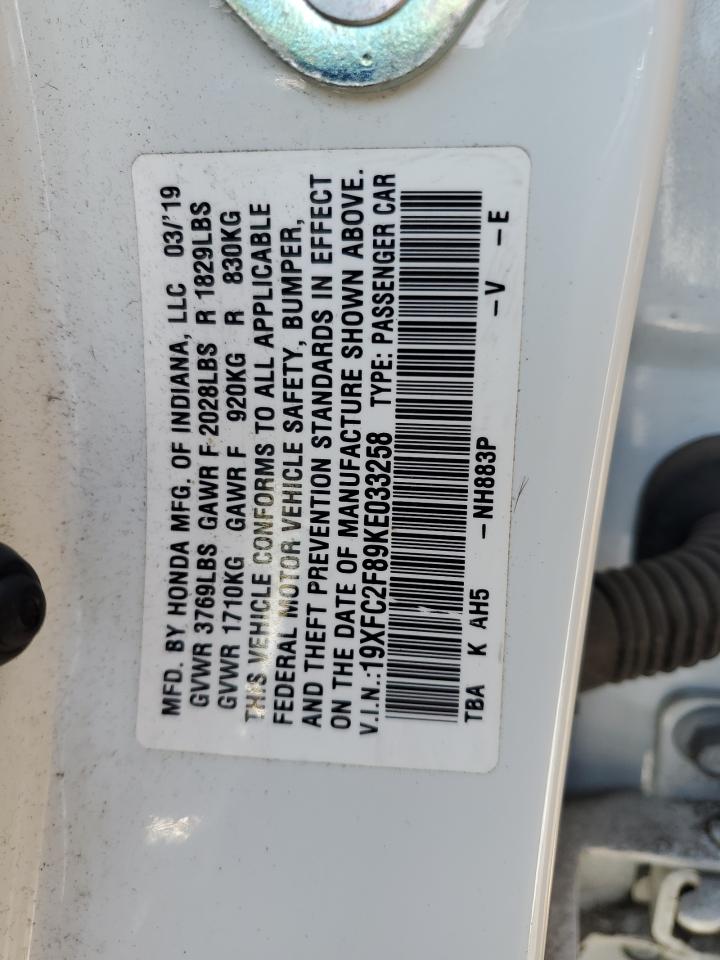 MFD. BY HONDA MFG. OF INDIANA, LLC 03/'19
GVWR 3769LBS GAWR F 2028LBS R 1829LBS
GVWR 1710KG GAWR F 920KG R 830KG
THIS VEHICLE CONFORMS TO ALL APPLICABLE
FEDERAL MOTOR VEHICLE SAFETY, BUMPER,
AND THEFT PREVENTION STANDARDS IN EFFECT
ON THE DATE OF MANUFACTURE SHOWN ABOVE.
V.I.N.:19XFC2F89KE033258 TYPE: PASSENGER CAR
TBA K AH5 -NH883P -V -E